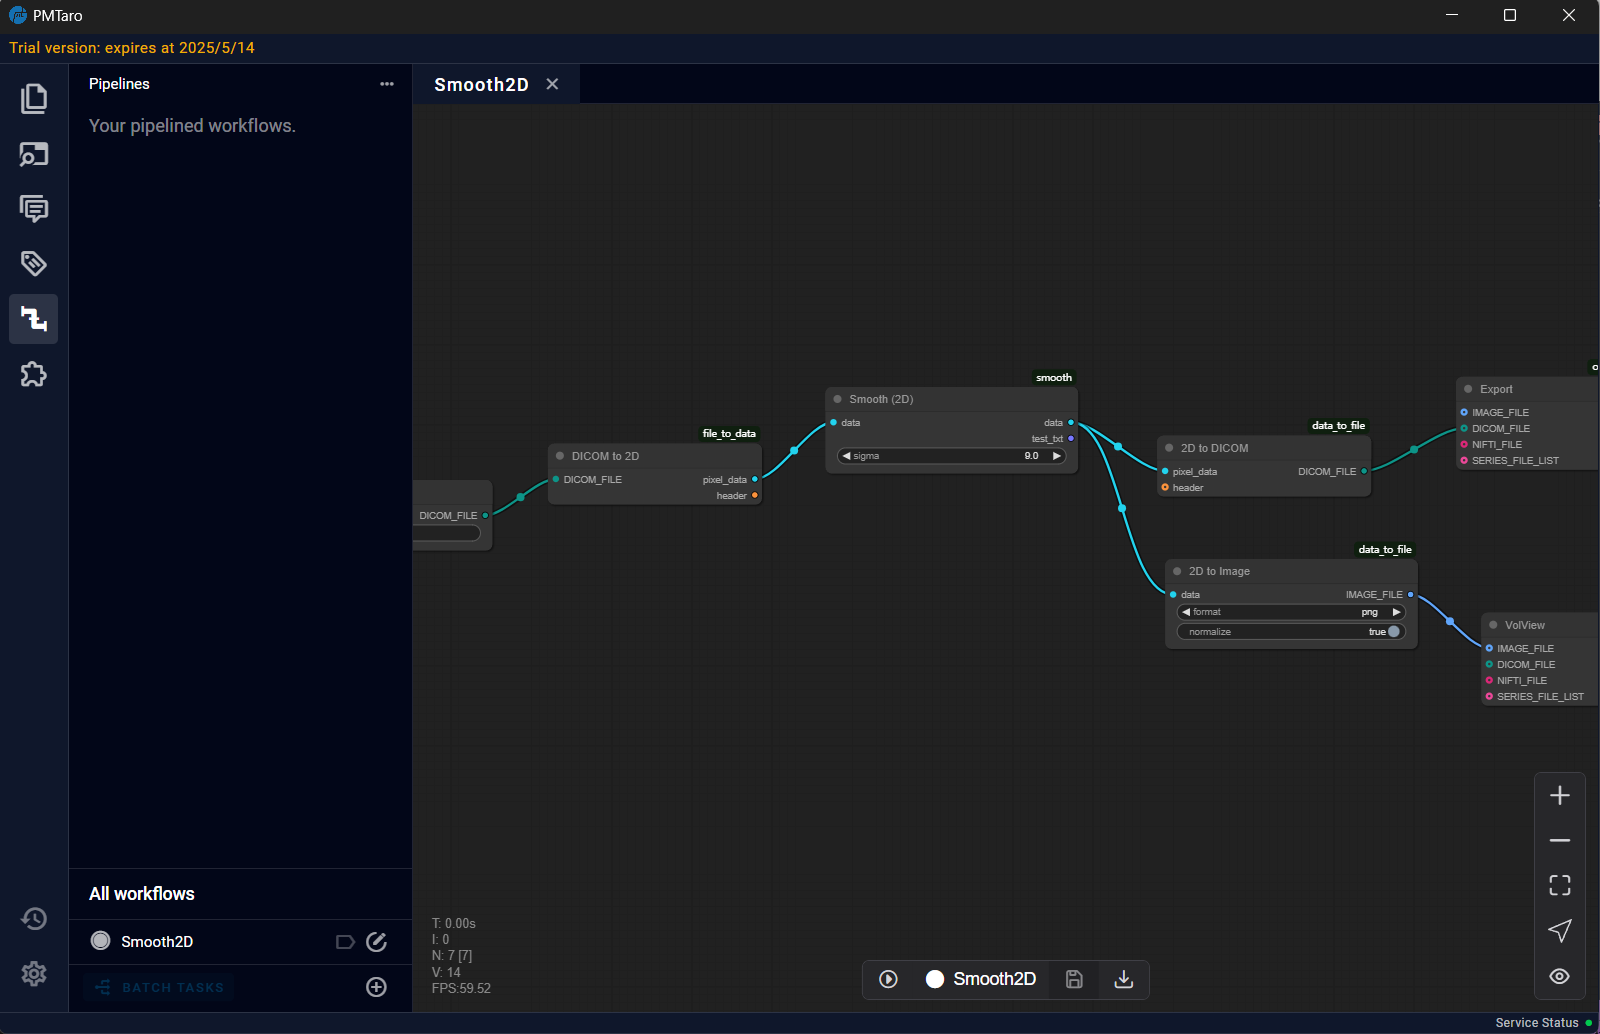 PMTaro
Trial version: expires at 2025/5/14
Pipelines
Your pipelined workflows.
Smooth2D
DICOM_FILE
file_to_data
DICOM to 2D
DICOM_FILE
pixel_data
header
smooth
Smooth (2D)
data
data
test_txt
sigma
9.0
data_to_file
2D to DICOM
pixel_data
DICOM_FILE
header
Export
IMAGE_FILE
DICOM_FILE
NIFTI_FILE
SERIES_FILE_LIST
data_to_file
2D to Image
data
IMAGE_FILE
format
png
normalize
true
VolView
IMAGE_FILE
DICOM_FILE
NIFTI_FILE
SERIES_FILE_LIST
All workflows
Smooth2D
BATCH TASKS
T: 0.00s
I: 0
N: 7 [7]
V: 14
FPS:59.52
Smooth2D
Service Status